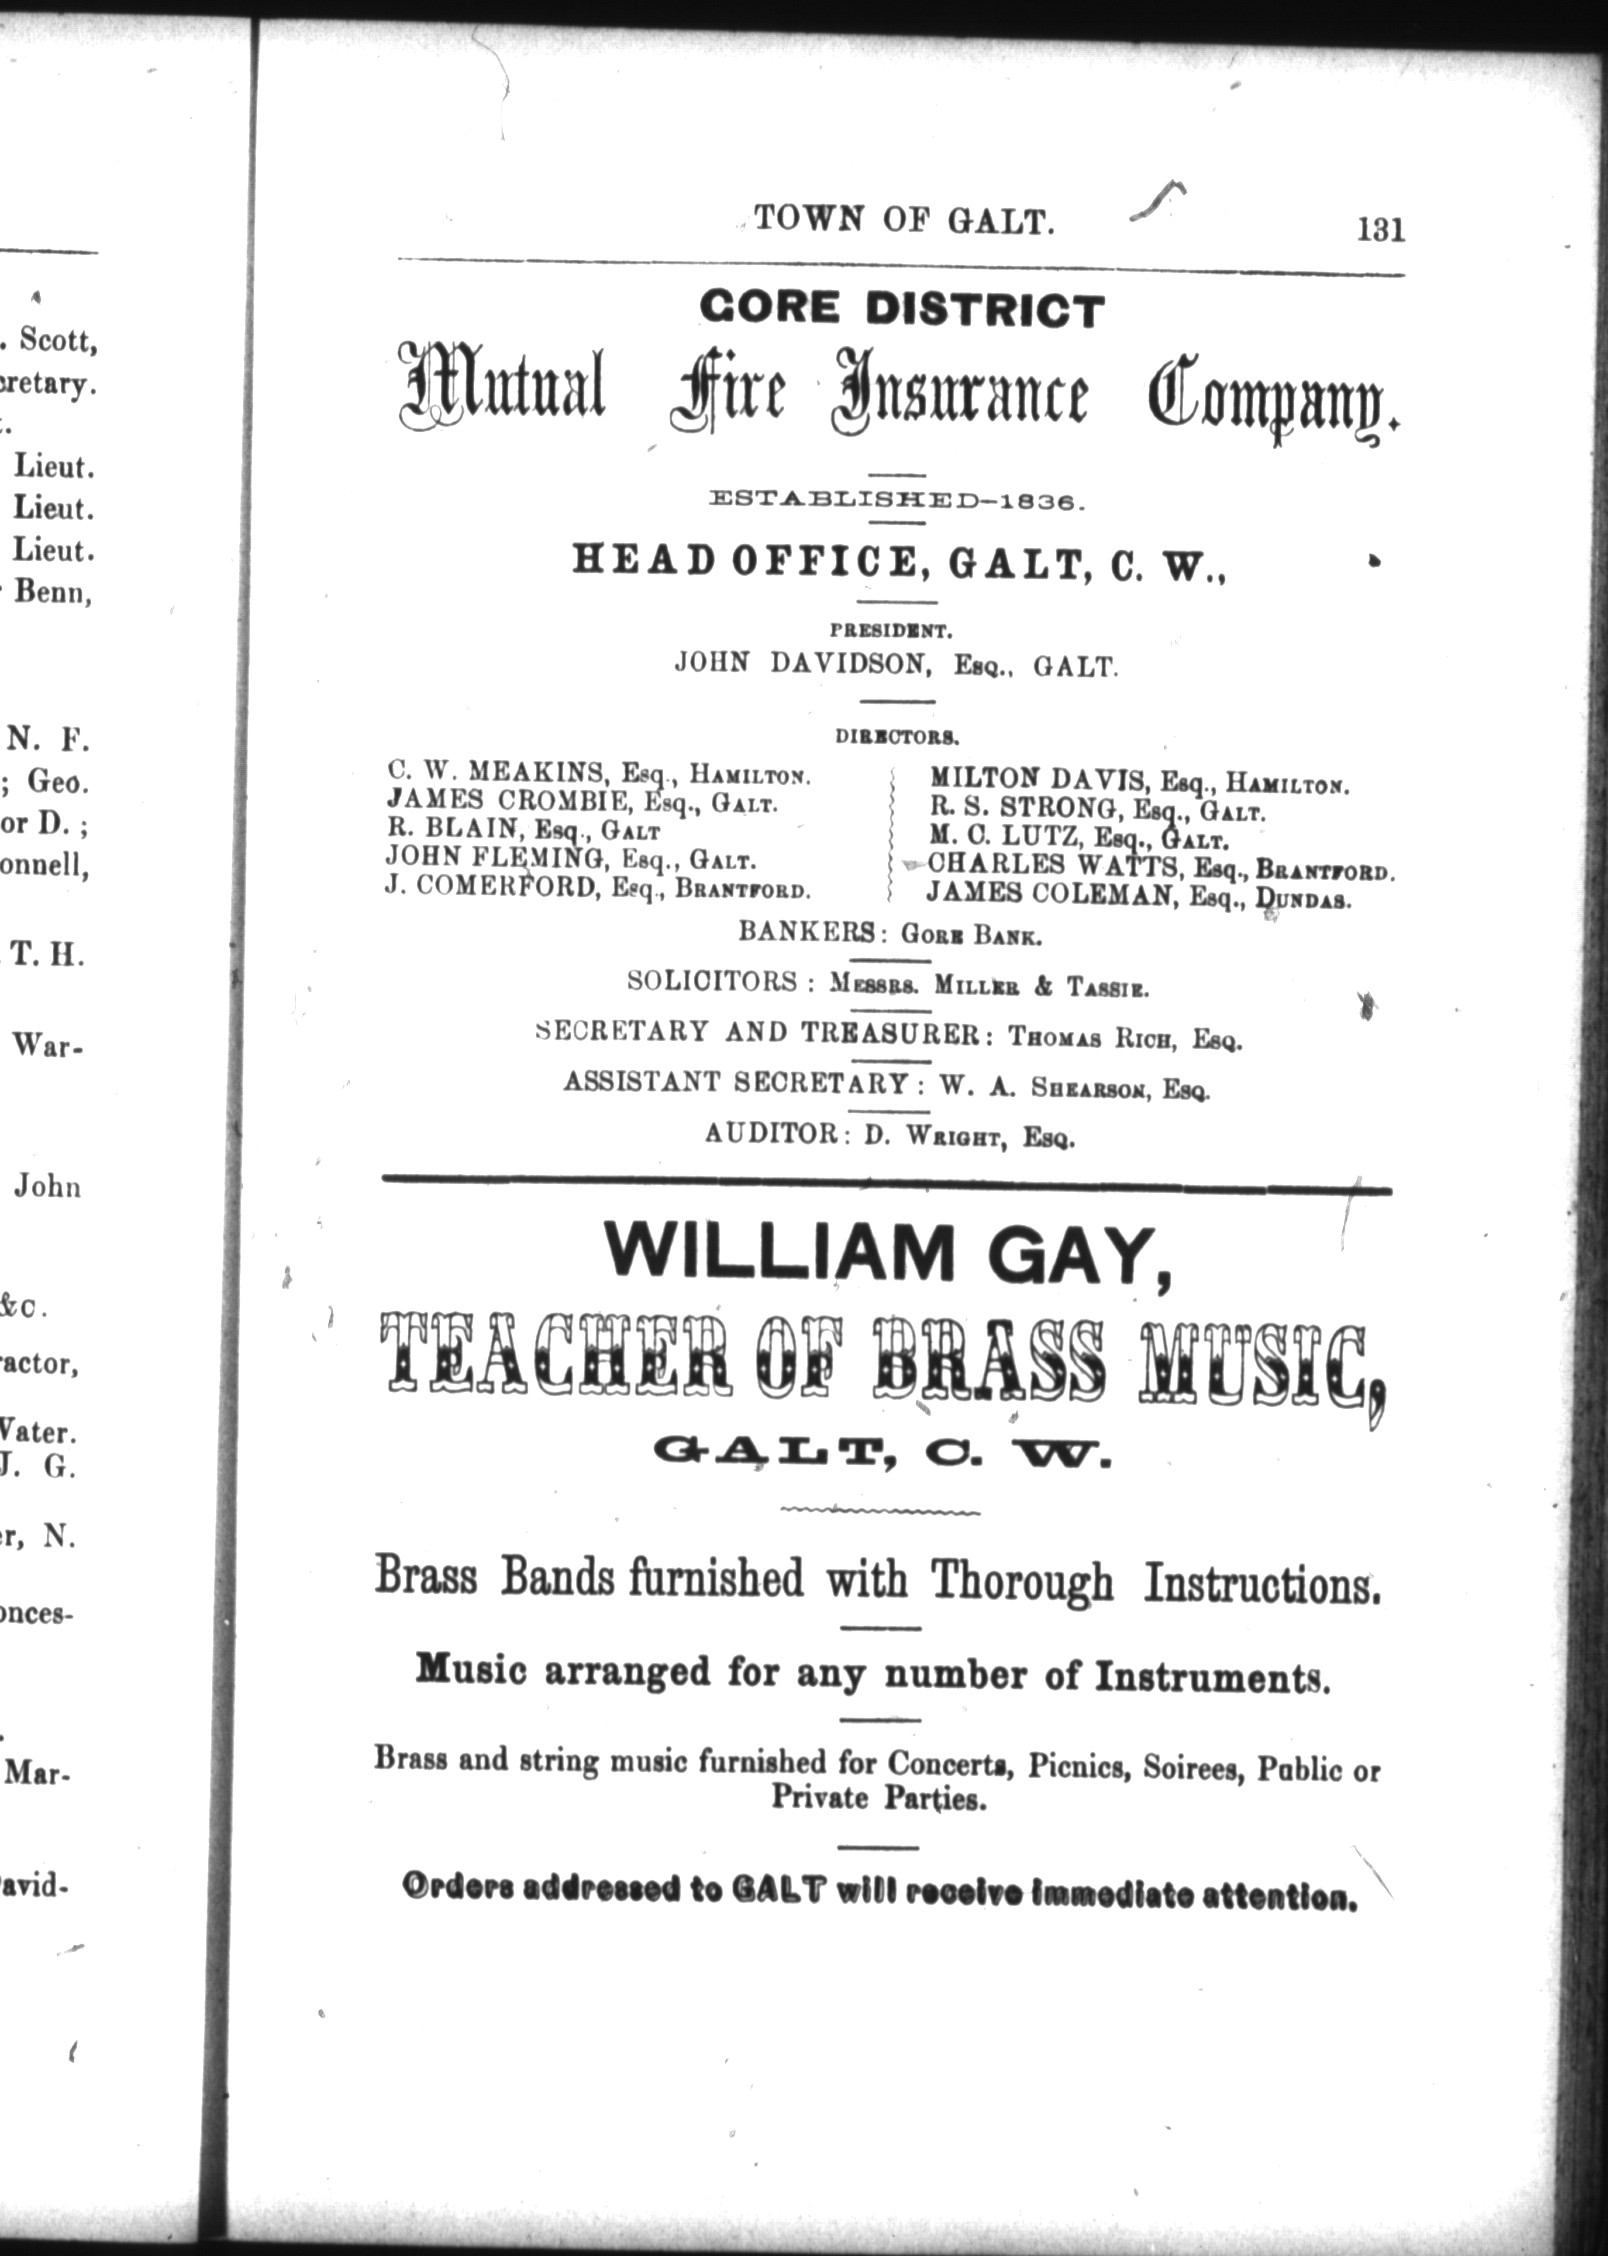 . Scott,
cretary.
Lieut.
Lieut.
Lieut.
Benn,
N. F.
; Geo.
or D. ;
onnell,
T. H.
War-
John
&c.
ractor,
Water.
J. G.
er, N.
onces-
Mar-
avid-
TOWN OF GALT. 131
GORE DISTRICT
Mutual Fire Insurance Company.
ESTABLISHED-1836.
HEAD OFFICE, GALT, C. W.,
PRESIDENT.
JOHN DAVIDSON, Esq., GALT.
DIRECTORS.
C. W. MEAKINS, Esq., Hamilton.
JAMES CROMBIE, Esq., Galt.
R. BLAIN, Esq., Galt
JOHN FLEMING, Esq., Galt.
J. COMERFORD, Esq., Brantford.
MILTON DAVIS, Esq., Hamilton.
R. S. STRONG, Esq., Galt.
M. C. LUTZ, Esq., Galt.
CHARLES WATTS, Esq., Brantford.
JAMES COLEMAN, Esq., Dundas.
BANKERS: Gore Bank.
SOLICITORS : Messrs. Miller & Tassie.
SECRETARY AND TREASURER: Thomas Rich, Esq.
ASSISTANT SECRETARY : W. A. Shearson, Esq.
AUDITOR: D. Wright, Esq.
WILLIAM GAY,
TEACHER OF BRASS MUSIC,
GALT, C. W.
Brass Bands furnished with Thorough Instructions.
Music arranged for any number of Instruments.
Brass and string music furnished for Concerts, Picnics, Soirees, Public or
Private Parties.
Orders addressed to GALT will receive immediate attention.